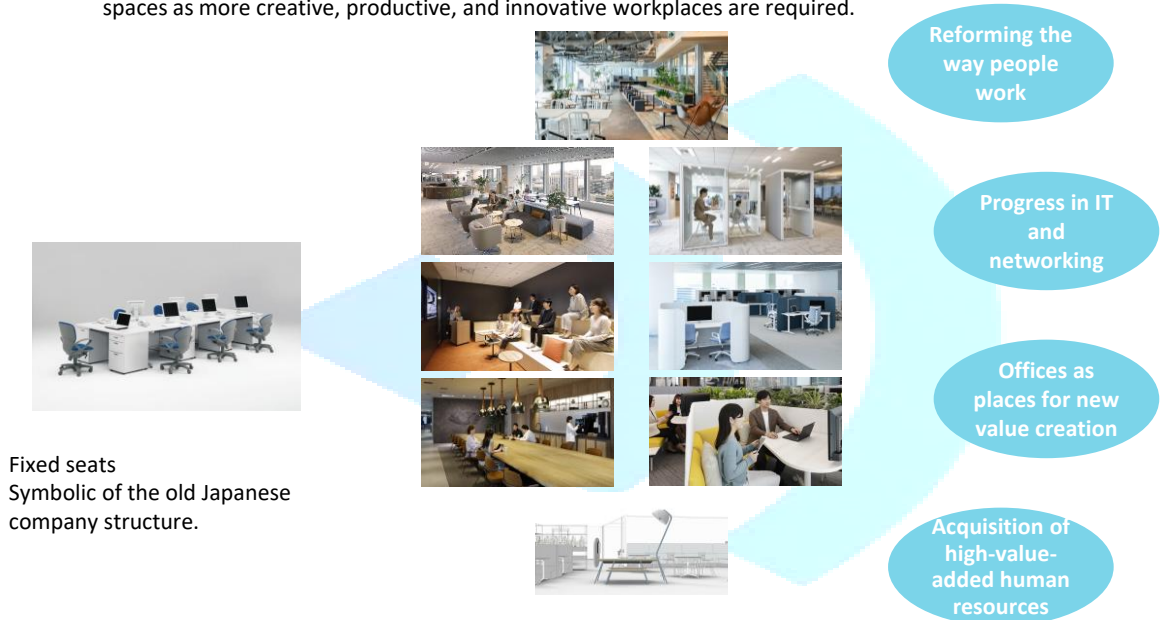 spaces as more creative, productive, and innovative workplaces are required.
Reforming the
way people
work
Progress in IT
and
networking
Offices as
places for new
value creation
Fixed seats
Symbolic of the old Japanese
company structure.
Acquisition of
high-value-
added human
resources